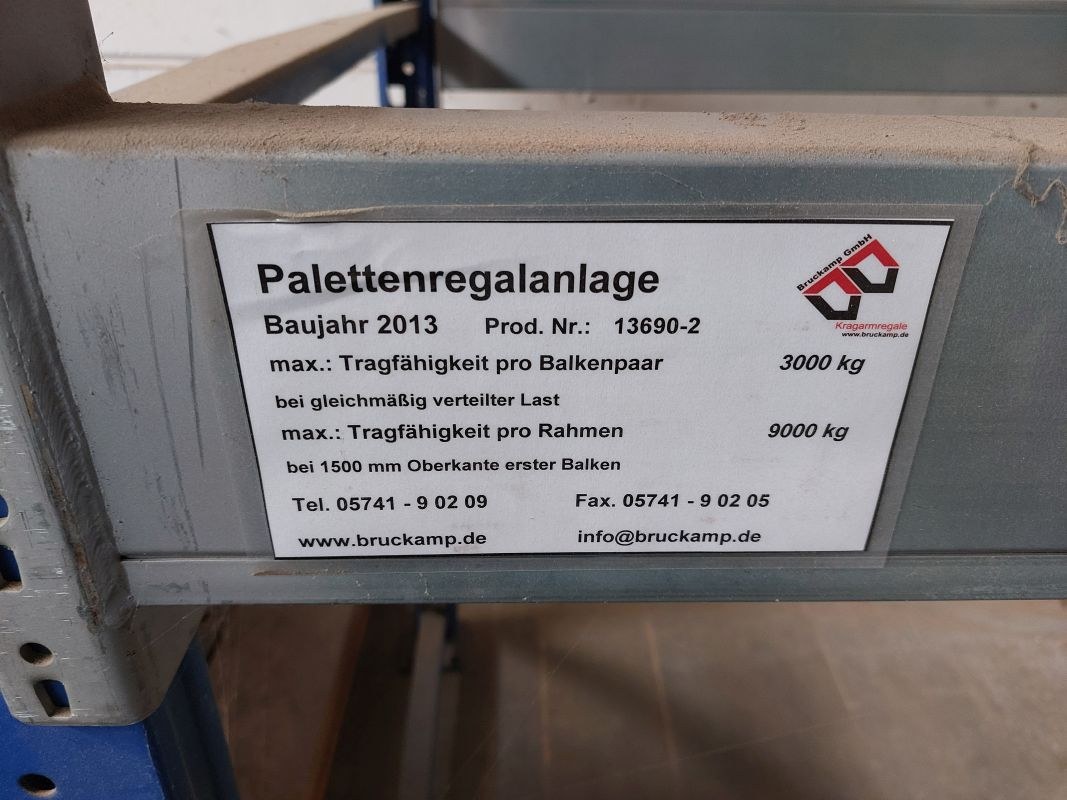 Palettenregalanlage
Bruckamp GmbH
Kragarmregale
www.bruckamp.de
Baujahr 2013 Prod. Nr.: 13690-2
max.: Tragfähigkeit pro Balkenpaar 3000 kg
bei gleichmäßig verteilter Last
max.: Tragfähigkeit pro Rahmen 9000 kg
bei 1500 mm Oberkante erster Balken
Tel. 05741 - 9 02 09 Fax. 05741 - 9 02 05
www.bruckamp.de info@bruckamp.de